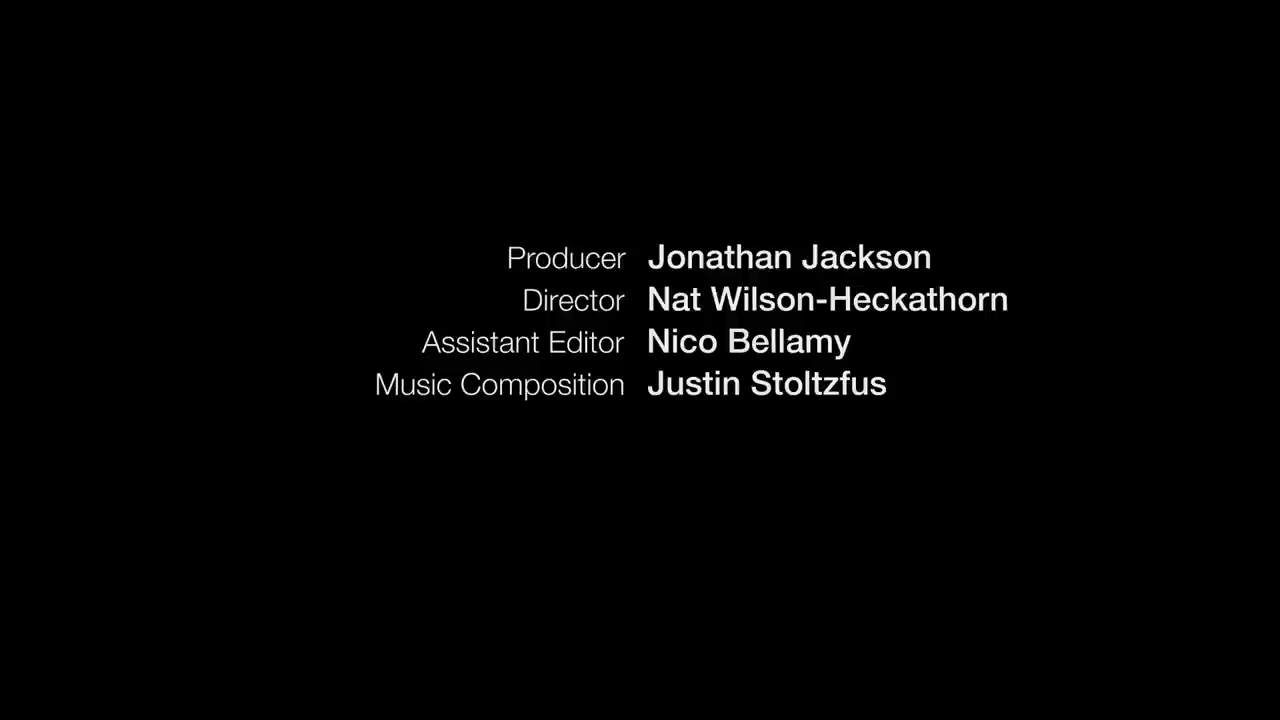 Producer Jonathan Jackson
Director Nat Wilson-Heckathorn
Assistant Editor Nico Bellamy
Music Composition Justin Stoltzfus